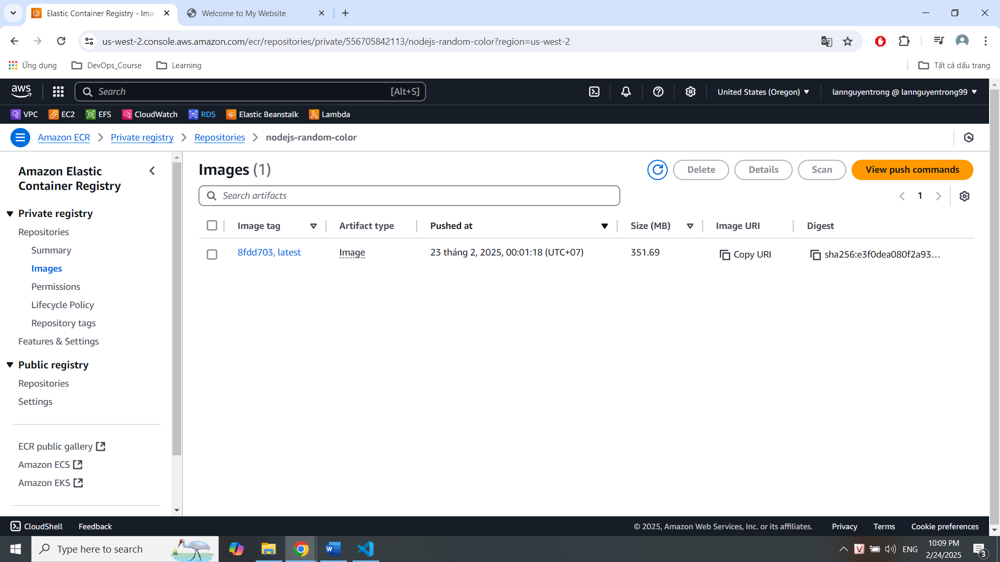 Elastic Container Registry - Ima
Welcome to My Website
us-west-2.console.aws.amazon.com/ecr/repositories/private/556705842113/nodejs-random-color?region=us-west-2
Ứng dụng
DevOps_Course
Learning
Tất cả dấu trang
aws
Search
[Alt+S]
United States (Oregon)
lannguyentrong @ lannguyentrong99
VPC
EC2
EFS
CloudWatch
RDS
Elastic Beanstalk
Lambda
Amazon ECR
Private registry
Repositories
nodejs-random-color
Amazon Elastic
Container Registry
Private registry
Repositories
Summary
Images
Permissions
Lifecycle Policy
Repository tags
Features & Settings
Public registry
Repositories
Settings
ECR public gallery
Amazon ECS
Amazon EKS
Images (1)
Delete
Details
Scan
View push commands
Search artifacts
1
Image tag
Artifact type
Pushed at
Size (MB)
Image URI
Digest
8fdd703, latest
Image
23 tháng 2, 2025, 00:01:18 (UTC+07)
351.69
Copy URI
sha256:e3f0dea080f2a93...
CloudShell
Feedback
© 2025, Amazon Web Services, Inc. or its affiliates.
Privacy
Terms
Cookie preferences
Type here to search
ENG
10:09 PM
2/24/2025
3